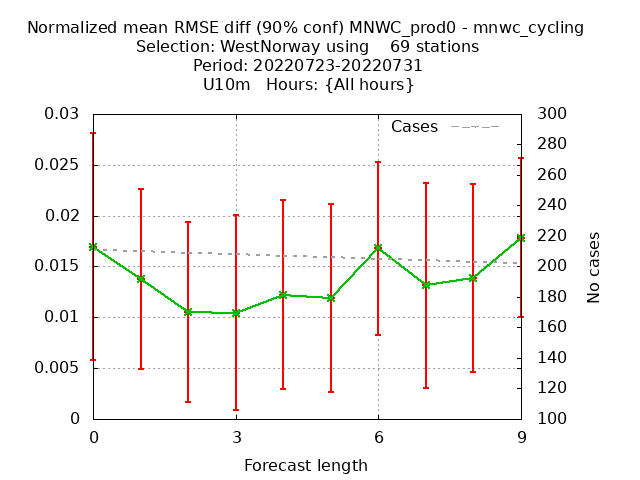 Normalized mean RMSE diff (90% conf) MNWC_prod0 - mnwc_cycling
Selection: WestNorway using 69 stations
Period: 20220723-20220731
U10m Hours: {All hours}
0.03
0.025
0.02
0.015
0.01
0.005
0
Cases
300
280
260
240
220
200
180
160
140
120
100
No cases
0 3 6 9
Forecast length